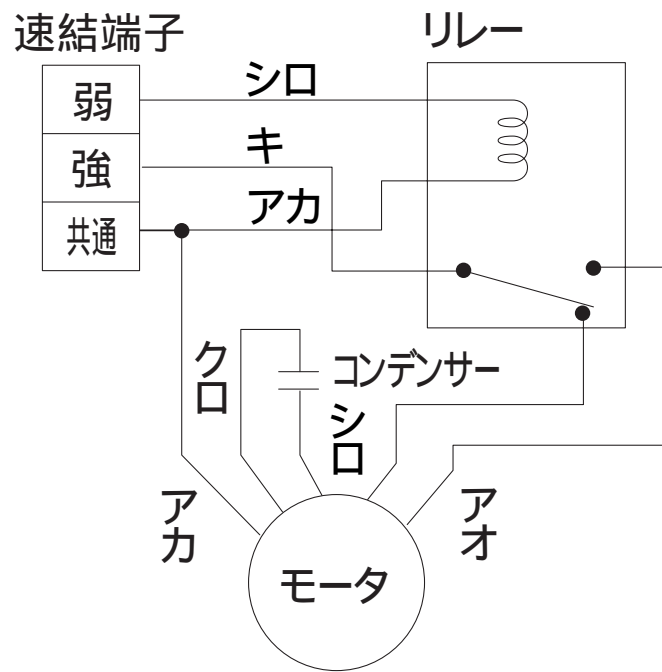 速結端子
リレー
弱
シロ
強
キ
共通
アカ
クロ
コンデンサー
シロ
アカ
アオ
モータ